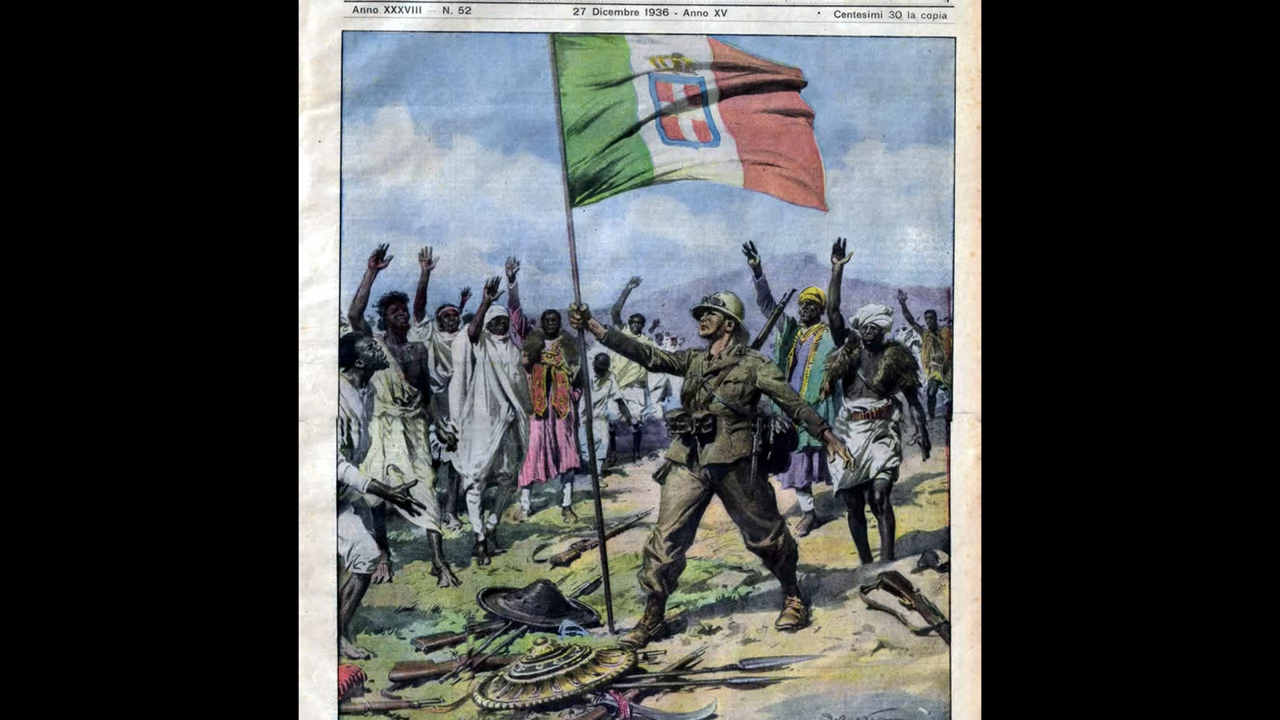 Anno XXXVIII — N. 52 27 Dicembre 1936 - Anno XV • Centesimi 30 la copia